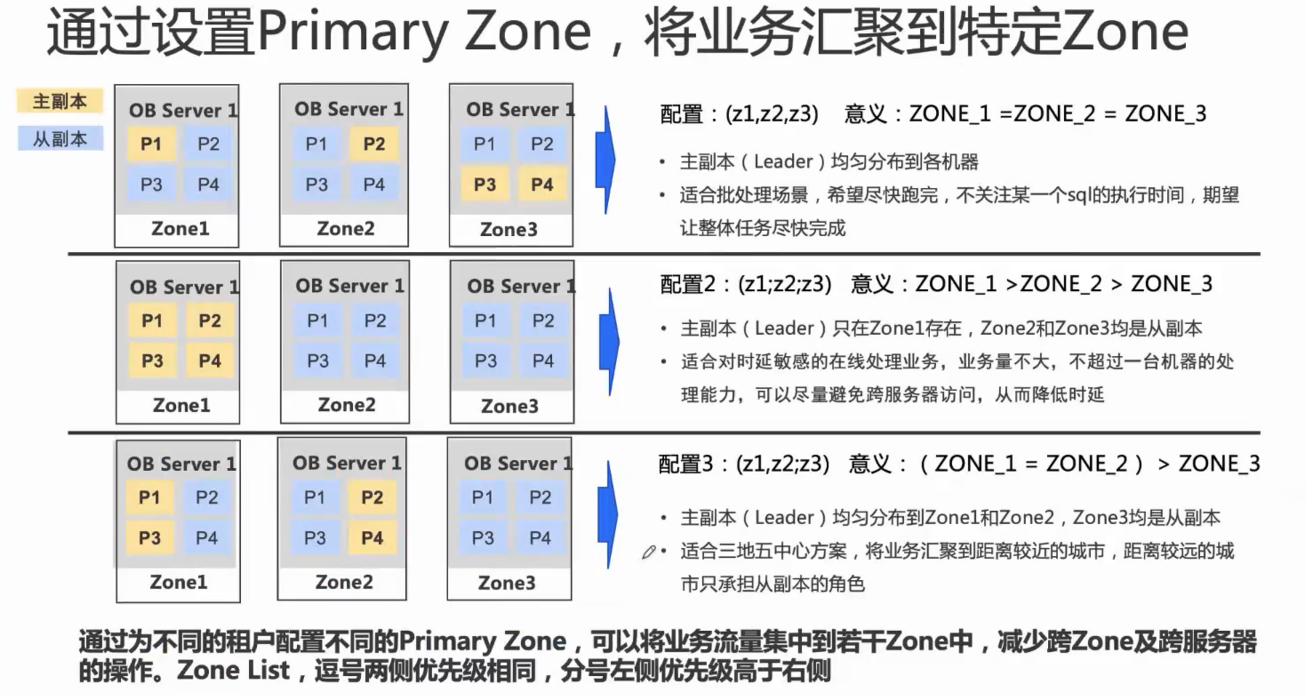 通过设置Primary Zone，将业务汇聚到特定Zone
主副本
从副本
OB Server 1
P1 P2
P3 P4
Zone1
OB Server 1
P1 P2
P3 P4
Zone2
OB Server 1
P1 P2
P3 P4
Zone3
配置：(z1,z2,z3) 意义：ZONE_1 =ZONE_2 = ZONE_3
• 主副本（Leader）均匀分布到各机器
• 适合批处理场景，希望尽快跑完，不关注某一个sql的执行时间，期望
让整体任务尽快完成
OB Server 1
P1 P2
P3 P4
Zone1
OB Server 1
P1 P2
P3 P4
Zone2
OB Server 1
P1 P2
P3 P4
Zone3
配置2：(z1;z2;z3) 意义：ZONE_1 >ZONE_2 > ZONE_3
• 主副本（Leader）只在Zone1存在，Zone2和Zone3均是从副本
• 适合对时延敏感的在线处理业务，业务量不大，不超过一台机器的处
理能力，可以尽量避免跨服务器访问，从而降低时延
OB Server 1
P1 P2
P3 P4
Zone1
OB Server 1
P1 P2
P3 P4
Zone2
OB Server 1
P1 P2
P3 P4
Zone3
配置3：(z1,z2;z3) 意义：（ZONE_1 = ZONE_2）> ZONE_3
• 主副本（Leader）均匀分布到Zone1和Zone2，Zone3均是从副本
• 适合三地五中心方案，将业务汇聚到距离较近的城市，距离较远的城
市只承担从副本的角色
通过为不同的租户配置不同的Primary Zone，可以将业务流量集中到若干Zone中，减少跨Zone及跨服务器
的操作。Zone List，逗号两侧优先级相同，分号左侧优先级高于右侧